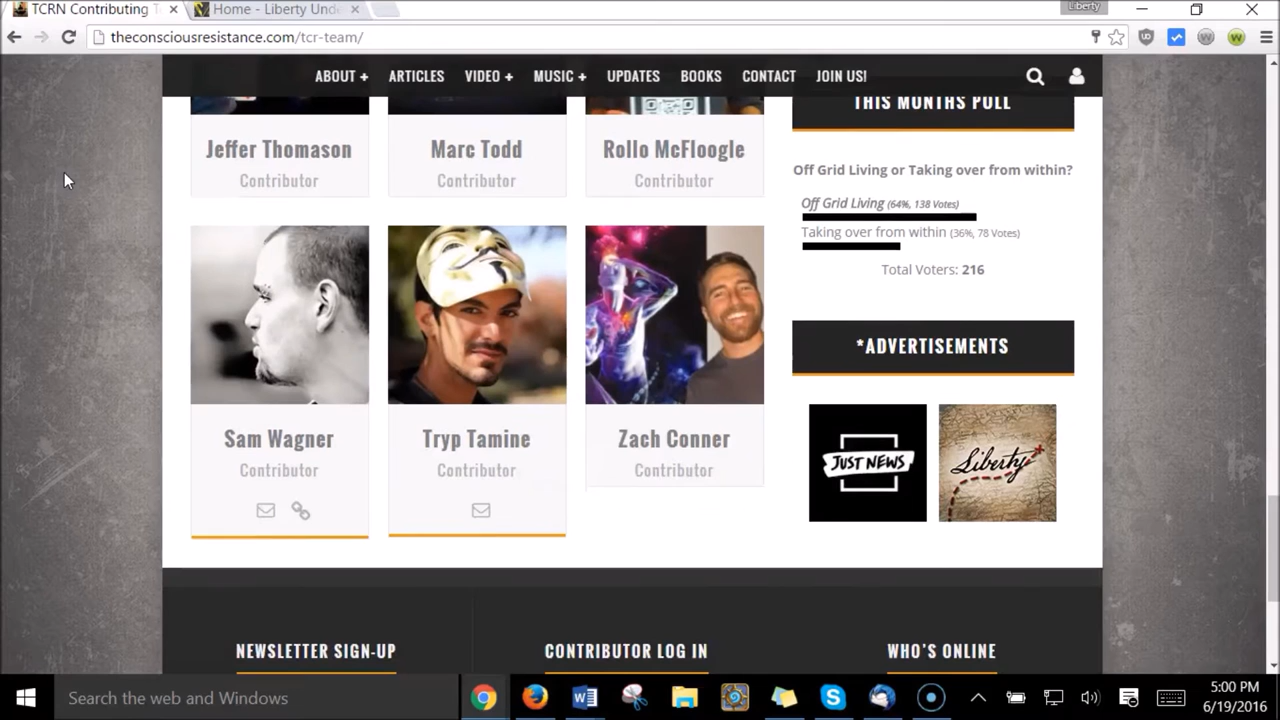 TCRN Contributing T
Home - Liberty Unde
Liberty
theconsciousresistance.com/tcr-team/
ABOUT + ARTICLES VIDEO + MUSIC + UPDATES BOOKS CONTACT JOIN US!
Jeffer Thomason
Contributor
Marc Todd
Contributor
Rollo McFloogle
Contributor
Sam Wagner
Contributor
Tryp Tamine
Contributor
Zach Conner
Contributor
THIS MONTHS POLL
Off Grid Living or Taking over from within?
Off Grid Living (64%, 138 Votes)
Taking over from within (36%, 78 Votes)
Total Voters: 216
*ADVERTISEMENTS
JUST NEWS
Liberty
NEWSLETTER SIGN-UP
CONTRIBUTOR LOG IN
WHO'S ONLINE
Search the web and Windows
5:00 PM
6/19/2016